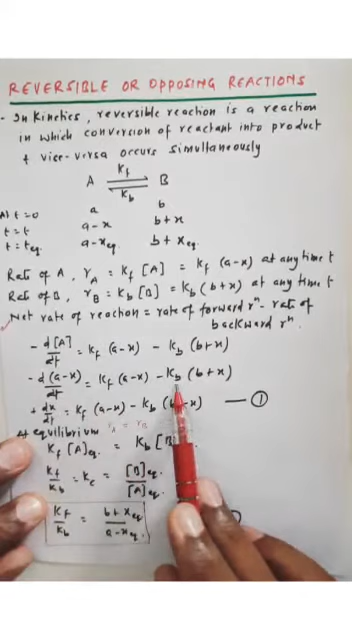 REVERSIBLE OR OPPOSING REACTIONS
- In kinetics, reversible reaction is a reaction
in which conversion of reactant into product
+ vice-versa occurs simultaneously
A ⇌ B
Kf
Kb
At t=0 a b
t=t a-x b+x
t=teq a-xeq b+xeq
Rate of A, rA = Kf [A] = Kf (a-x) at any time t
Rate of B, rB = Kb [B] = Kb (b+x) at any time t
✓ Net rate of reaction = rate of forward rⁿ - rate of
backward rⁿ.
- d[A]/dt = Kf (a-x) - Kb (b+x)
- d(a-x)/dt = Kf (a-x) - Kb (b+x)
+ dx/dt = Kf (a-x) - Kb (b+x) — ①
At equilibrium rA = rB
Kf [A]eq = Kb [B]
Kf/Kb = Kc = [B]eq/[A]eq
Kf/Kb = b+xeq/a-xeq